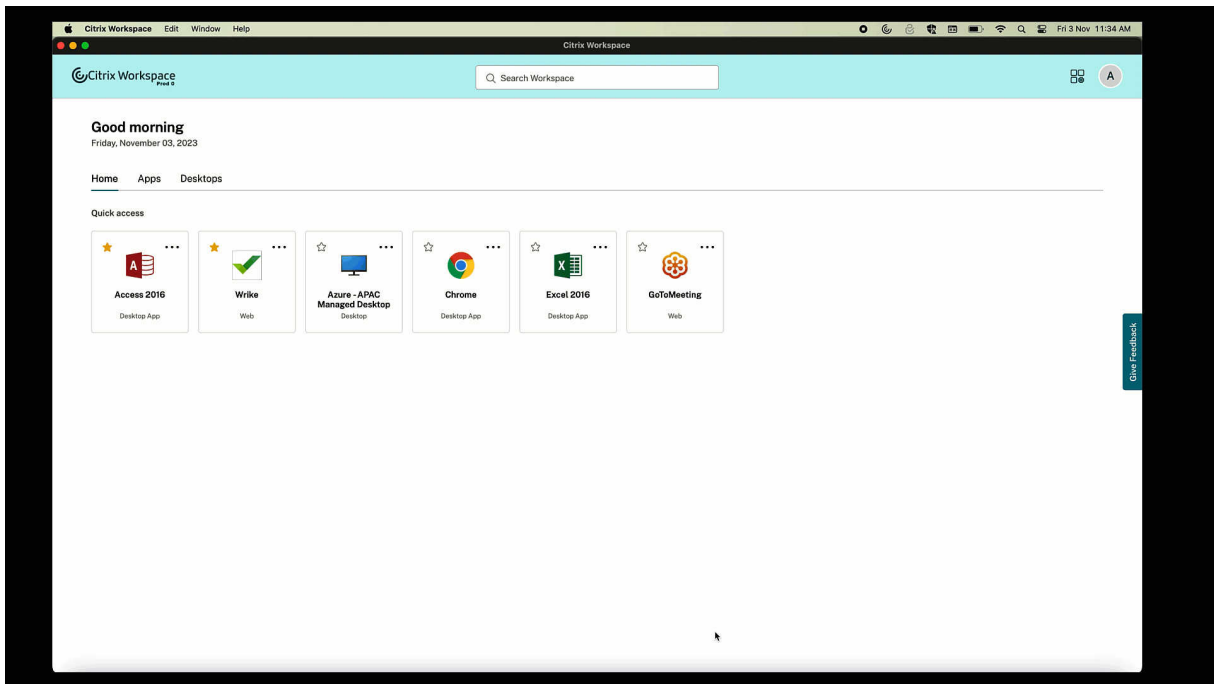 Citrix Workspace Edit Window Help Fri 3 Nov 11:34 AM
Citrix Workspace
Citrix Workspace
Prod G
Search Workspace
A
Good morning
Friday, November 03, 2023
Home Apps Desktops
Quick access
A
Access 2016
Desktop App
Wrike
Web
Azure - APAC
Managed Desktop
Desktop
Chrome
Desktop App
X
Excel 2016
Desktop App
GoToMeeting
Web
Give Feedback